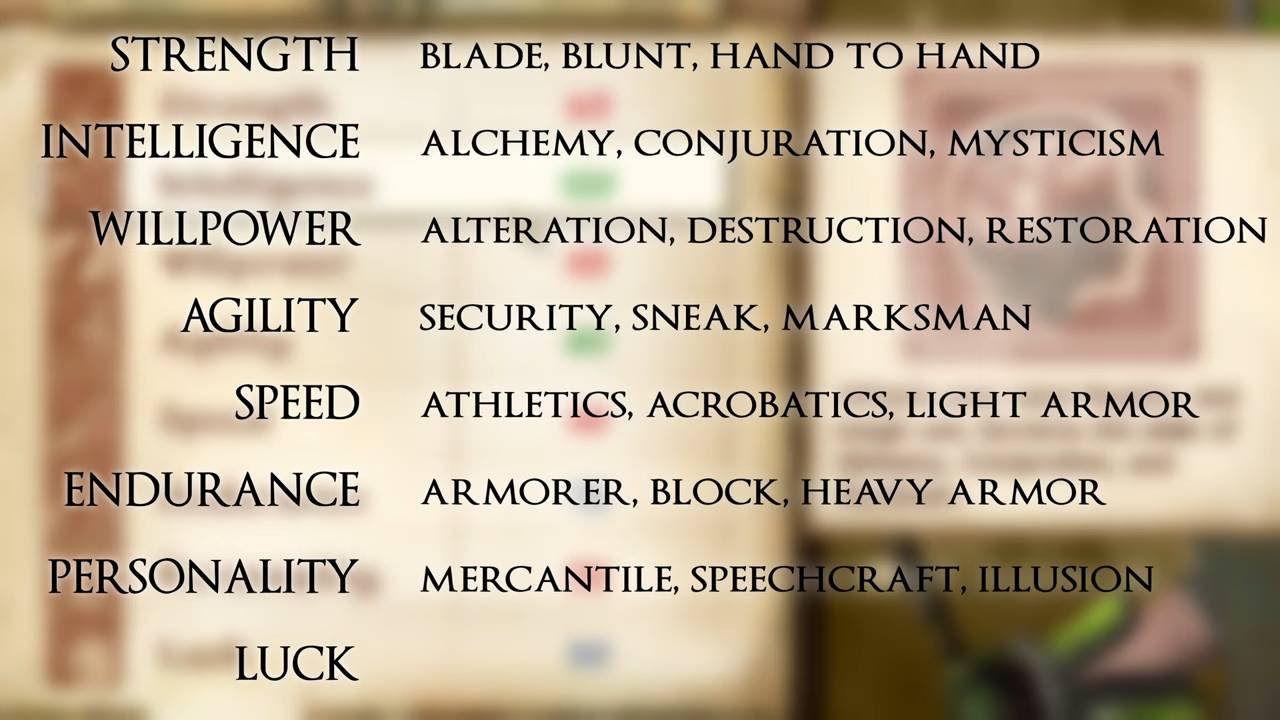 STRENGTH BLADE, BLUNT, HAND TO HAND
INTELLIGENCE ALCHEMY, CONJURATION, MYSTICISM
WILLPOWER ALTERATION, DESTRUCTION, RESTORATION
AGILITY SECURITY, SNEAK, MARKSMAN
SPEED ATHLETICS, ACROBATICS, LIGHT ARMOR
ENDURANCE ARMORER, BLOCK, HEAVY ARMOR
PERSONALITY MERCANTILE, SPEECHCRAFT, ILLUSION
LUCK